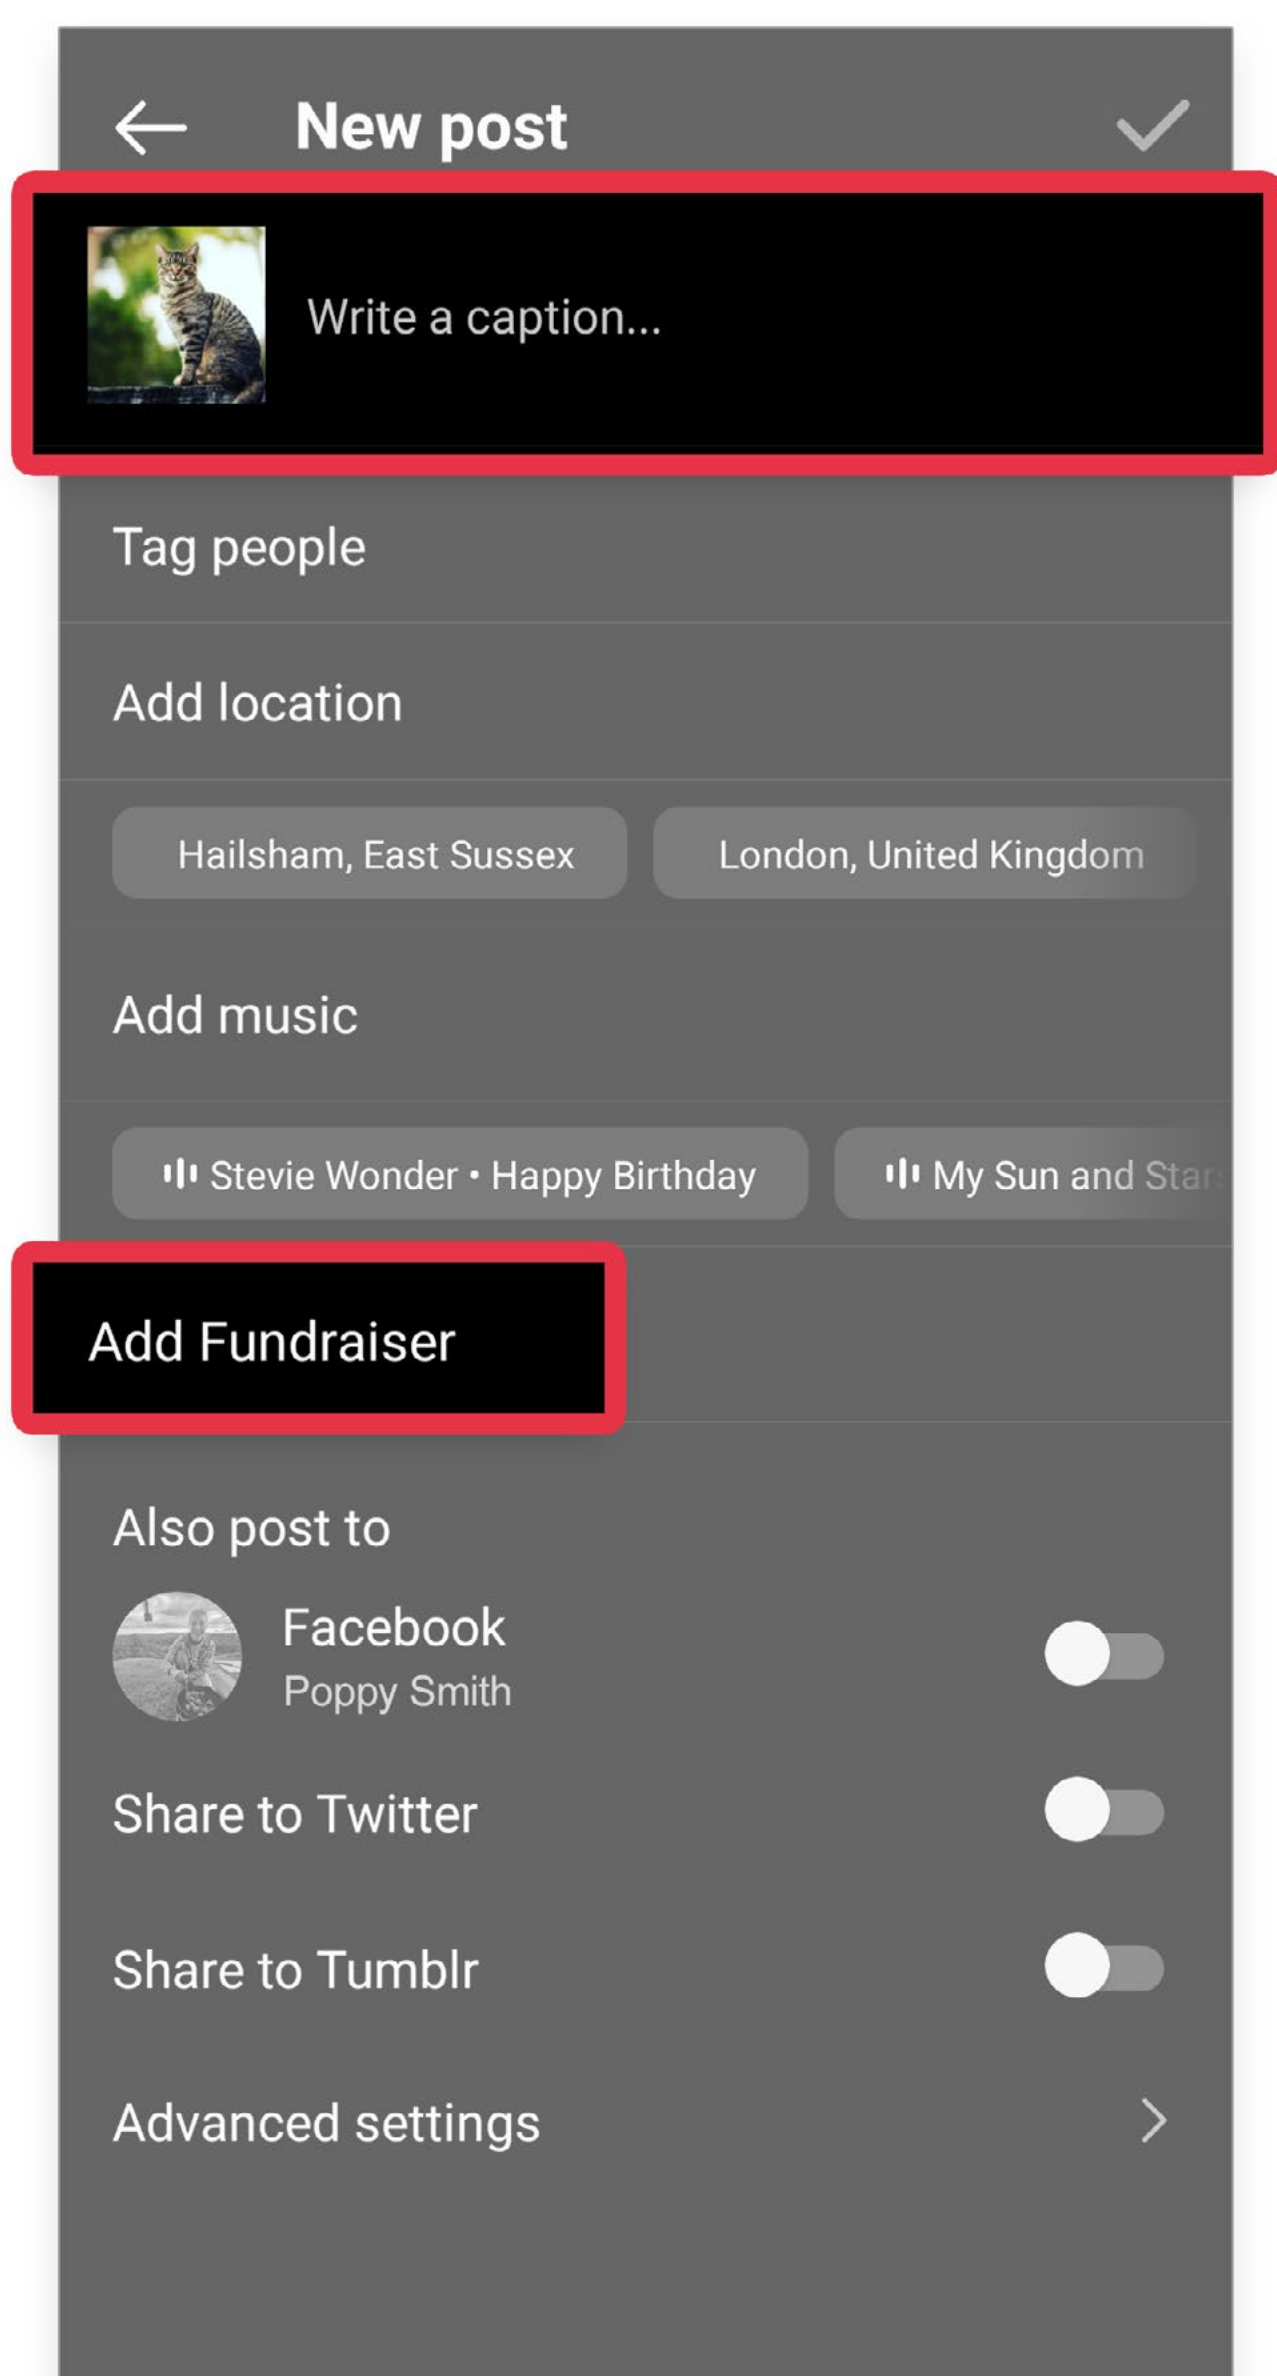 New post
Write a caption...
Tag people
Add location
Hailsham, East Sussex
London, United Kingdom
Add music
Stevie Wonder • Happy Birthday
My Sun and Star
Add Fundraiser
Also post to
Facebook
Poppy Smith
Share to Twitter
Share to Tumblr
Advanced settings